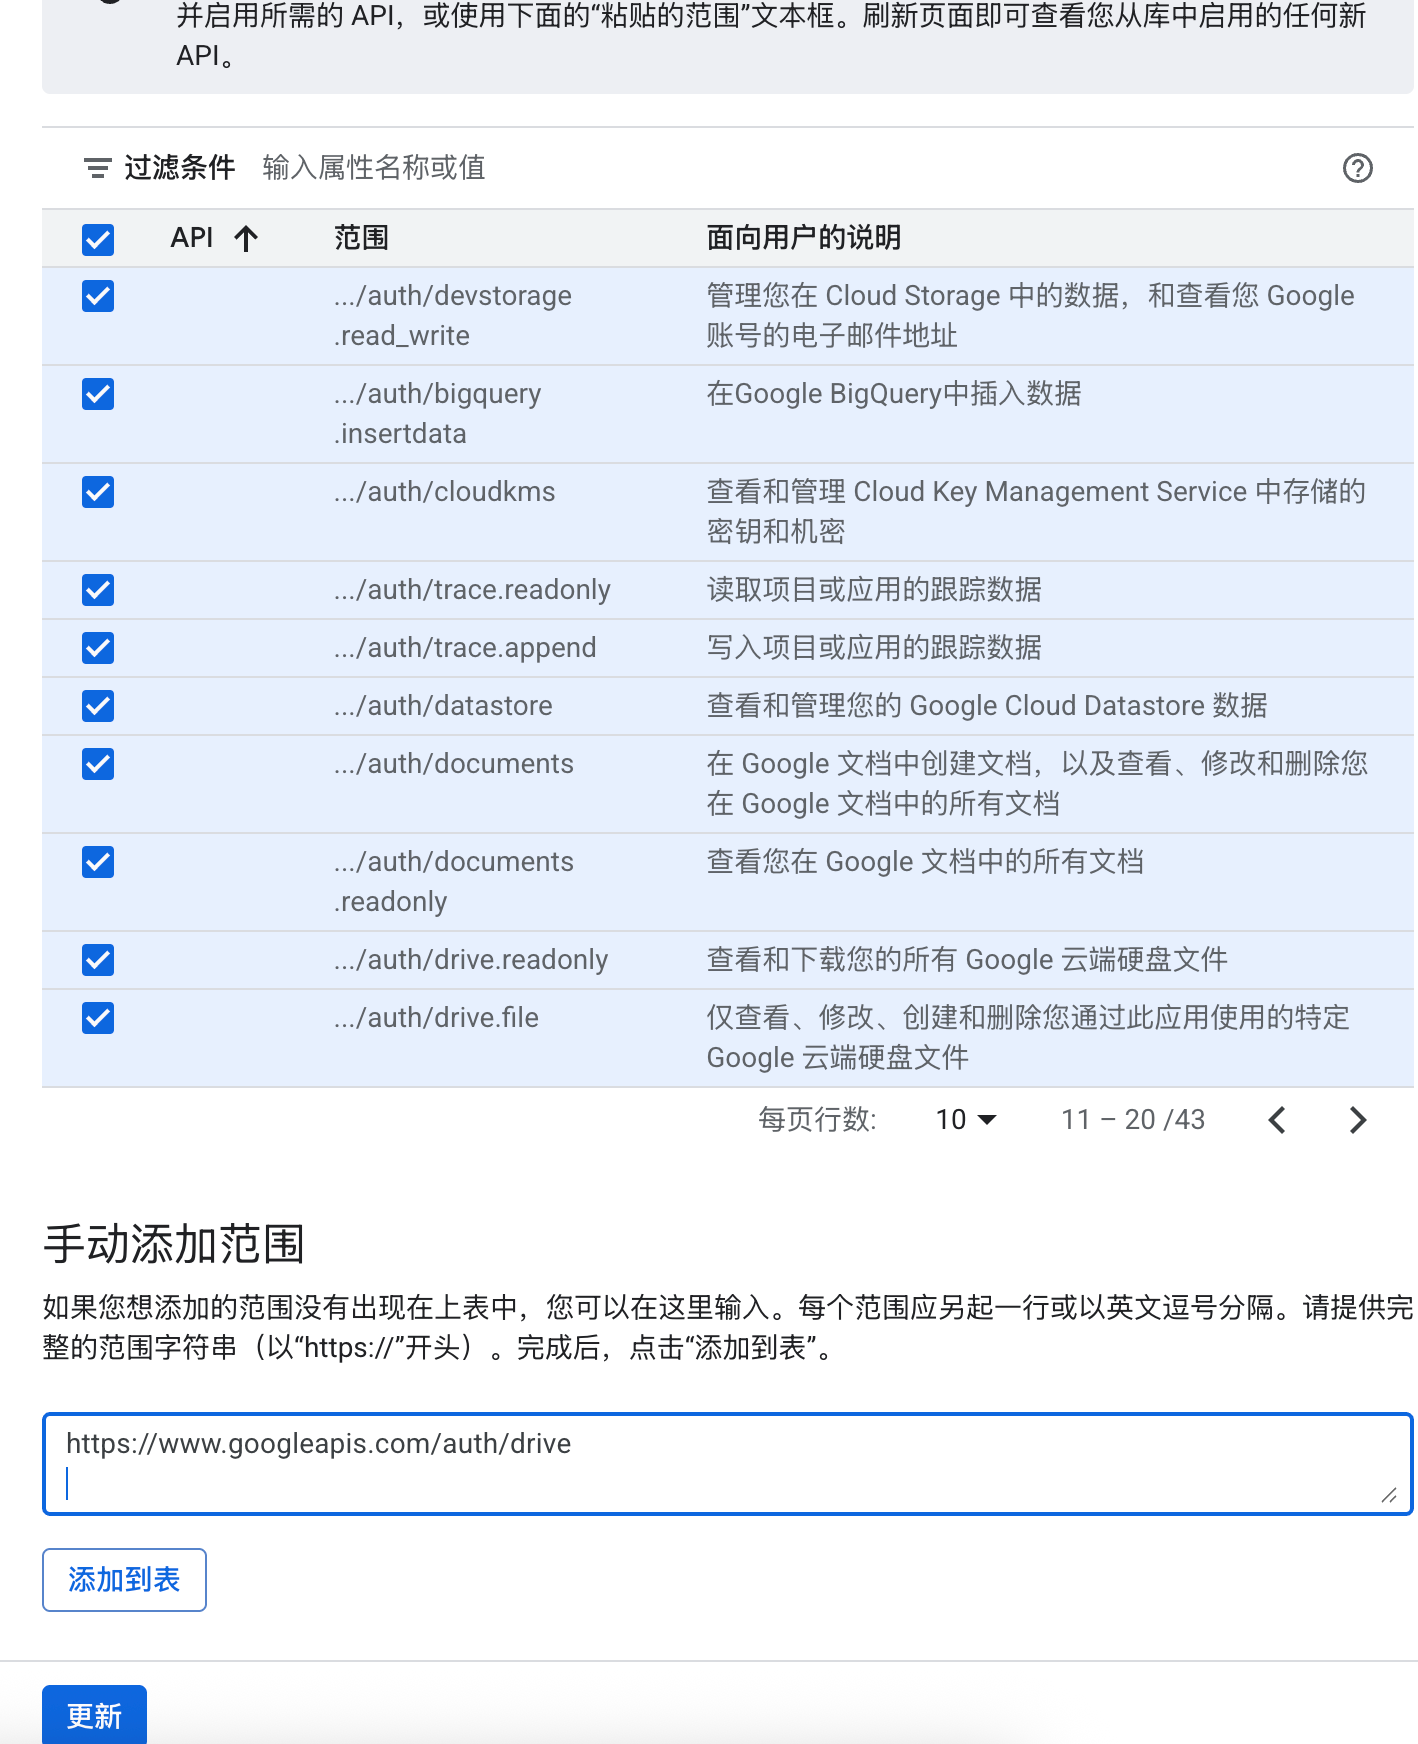 并启用所需的 API，或使用下面的“粘贴的范围”文本框。刷新页面即可查看您从库中启用的任何新
API。
过滤条件 输入属性名称或值
API 范围 面向用户的说明
.../auth/devstorage
.read_write
管理您在 Cloud Storage 中的数据，和查看您 Google
账号的电子邮件地址
.../auth/bigquery
.insertdata
在Google BigQuery中插入数据
.../auth/cloudkms
查看和管理 Cloud Key Management Service 中存储的
密钥和机密
.../auth/trace.readonly 读取项目或应用的跟踪数据
.../auth/trace.append 写入项目或应用的跟踪数据
.../auth/datastore 查看和管理您的 Google Cloud Datastore 数据
.../auth/documents
在 Google 文档中创建文档，以及查看、修改和删除您
在 Google 文档中的所有文档
.../auth/documents
.readonly
查看您在 Google 文档中的所有文档
.../auth/drive.readonly 查看和下载您的所有 Google 云端硬盘文件
.../auth/drive.file
仅查看、修改、创建和删除您通过此应用使用的特定
Google 云端硬盘文件
每页行数: 10 11 – 20 /43
手动添加范围
如果您想添加的范围没有出现在上表中，您可以在这里输入。每个范围应另起一行或以英文逗号分隔。请提供完
整的范围字符串（以“https://”开头）。完成后，点击“添加到表”。
https://www.googleapis.com/auth/drive
添加到表
更新